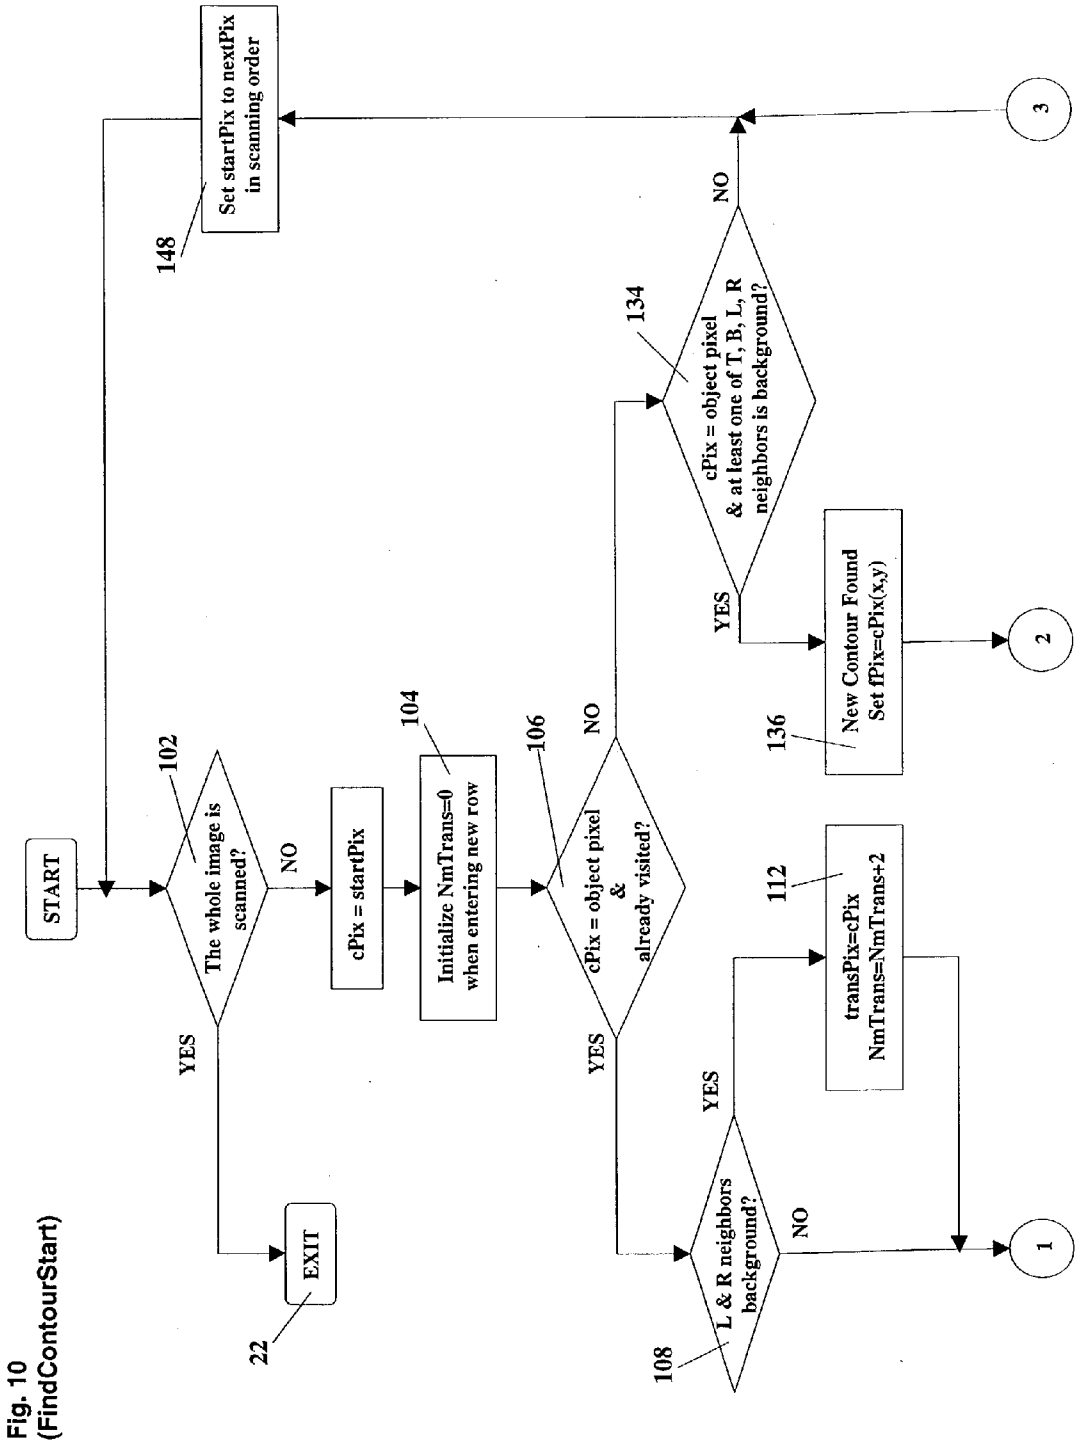 Fig. 10
(FindContourStart)
START
102
The whole image is
scanned?
YES
NO
22
EXIT
148
Set startPix to nextPix
in scanning order
cPix = startPix
104
Initialize NmTrans=0
when entering new row
106
cPix = object pixel
&
already visited?
YES
NO
108
L & R neighbors
background?
YES
NO
112
transPix=cPix
NmTrans=NmTrans+2
134
cPix = object pixel
& at least one of T, B, L, R
neighbors is background?
YES
NO
136
New Contour Found
Set fPix=cPix(x,y)
1
2
3